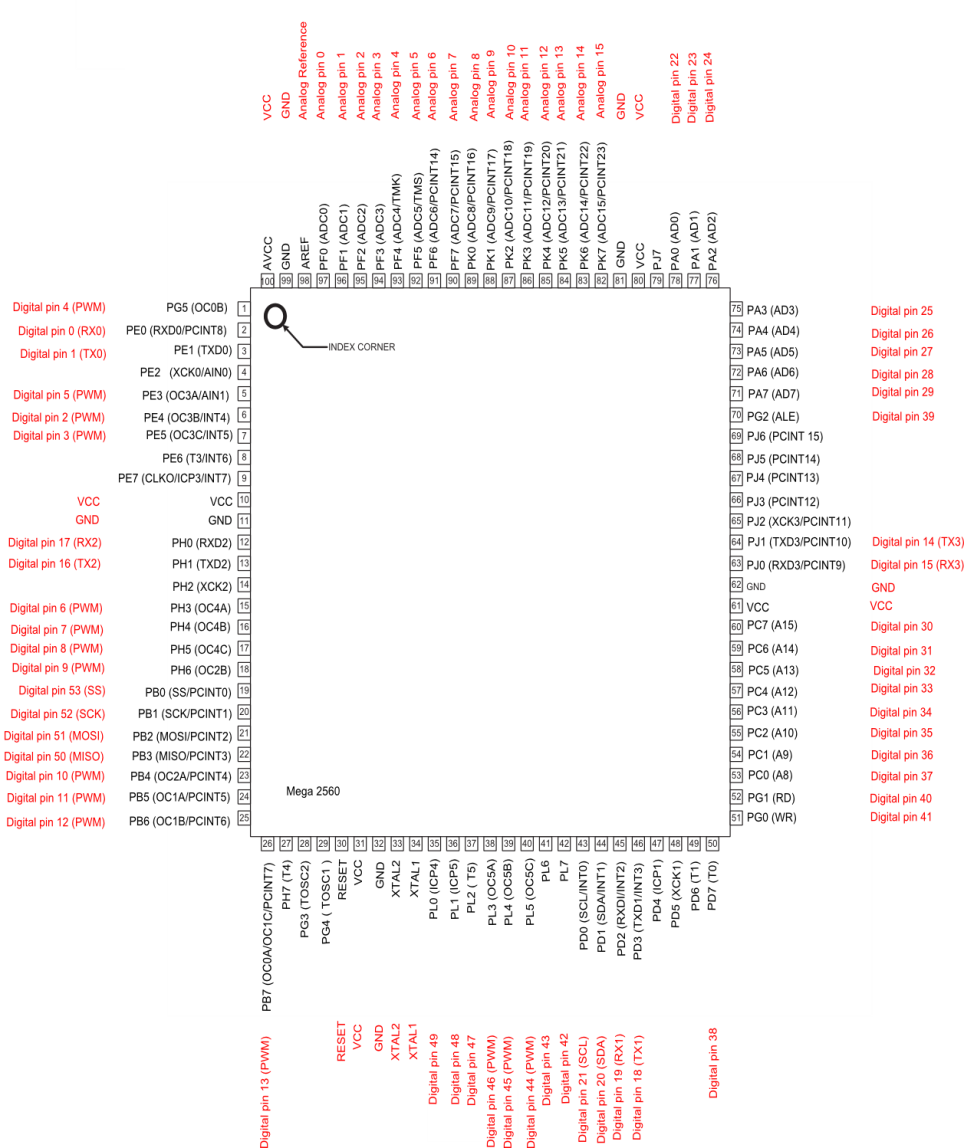 VCC
GND
Analog Reference
Analog pin 0
Analog pin 1
Analog pin 2
Analog pin 3
Analog pin 4
Analog pin 5
Analog pin 6
Analog pin 7
Analog pin 8
Analog pin 9
Analog pin 10
Analog pin 11
Analog pin 12
Analog pin 13
Analog pin 14
Analog pin 15
GND
VCC
Digital pin 22
Digital pin 23
Digital pin 24
AVCC
GND
AREF
PF0 (ADC0)
PF1 (ADC1)
PF2 (ADC2)
PF3 (ADC3)
PF4 (ADC4/TMK)
PF5 (ADC5/TMS)
PF6 (ADC6/PCINT14)
PF7 (ADC7/PCINT15)
PK0 (ADC8/PCINT16)
PK1 (ADC9/PCINT17)
PK2 (ADC10/PCINT18)
PK3 (ADC11/PCINT19)
PK4 (ADC12/PCINT20)
PK5 (ADC13/PCINT21)
PK6 (ADC14/PCINT22)
PK7 (ADC15/PCINT23)
GND
VCC
PJ7
PA0 (AD0)
PA1 (AD1)
PA2 (AD2)
100 99 98 97 96 95 94 93 92 91 90 89 88 87 86 85 84 83 82 81 80 79 78 77 76
Digital pin 4 (PWM) PG5 (OC0B) 1
Digital pin 0 (RX0) PE0 (RXD0/PCINT8) 2
Digital pin 1 (TX0) PE1 (TXD0) 3
PE2 (XCK0/AIN0) 4
Digital pin 5 (PWM) PE3 (OC3A/AIN1) 5
Digital pin 2 (PWM) PE4 (OC3B/INT4) 6
Digital pin 3 (PWM) PE5 (OC3C/INT5) 7
PE6 (T3/INT6) 8
PE7 (CLKO/ICP3/INT7) 9
VCC VCC 10
GND GND 11
Digital pin 17 (RX2) PH0 (RXD2) 12
Digital pin 16 (TX2) PH1 (TXD2) 13
PH2 (XCK2) 14
Digital pin 6 (PWM) PH3 (OC4A) 15
Digital pin 7 (PWM) PH4 (OC4B) 16
Digital pin 8 (PWM) PH5 (OC4C) 17
Digital pin 9 (PWM) PH6 (OC2B) 18
Digital pin 53 (SS) PB0 (SS/PCINT0) 19
Digital pin 52 (SCK) PB1 (SCK/PCINT1) 20
Digital pin 51 (MOSI) PB2 (MOSI/PCINT2) 21
Digital pin 50 (MISO) PB3 (MISO/PCINT3) 22
Digital pin 10 (PWM) PB4 (OC2A/PCINT4) 23
Digital pin 11 (PWM) PB5 (OC1A/PCINT5) 24
Digital pin 12 (PWM) PB6 (OC1B/PCINT6) 25
INDEX CORNER
Mega 2560
75 PA3 (AD3) Digital pin 25
74 PA4 (AD4) Digital pin 26
73 PA5 (AD5) Digital pin 27
72 PA6 (AD6) Digital pin 28
71 PA7 (AD7) Digital pin 29
70 PG2 (ALE) Digital pin 39
69 PJ6 (PCINT 15)
68 PJ5 (PCINT14)
67 PJ4 (PCINT13)
66 PJ3 (PCINT12)
65 PJ2 (XCK3/PCINT11)
64 PJ1 (TXD3/PCINT10) Digital pin 14 (TX3)
63 PJ0 (RXD3/PCINT9) Digital pin 15 (RX3)
62 GND GND
61 VCC VCC
60 PC7 (A15) Digital pin 30
59 PC6 (A14) Digital pin 31
58 PC5 (A13) Digital pin 32
57 PC4 (A12) Digital pin 33
56 PC3 (A11) Digital pin 34
55 PC2 (A10) Digital pin 35
54 PC1 (A9) Digital pin 36
53 PC0 (A8) Digital pin 37
52 PG1 (RD) Digital pin 40
51 PG0 (WR) Digital pin 41
26 27 28 29 30 31 32 33 34 35 36 37 38 39 40 41 42 43 44 45 46 47 48 49 50
PB7 (OC0A/OC1C/PCINT7)
PH7 (T4)
PG3 (TOSC2)
PG4 ( TOSC1 )
RESET
VCC
GND
XTAL2
XTAL1
PL0 (ICP4)
PL1 (ICP5)
PL2 ( T5)
PL3 (OC5A)
PL4 (OC5B)
PL5 (OC5C)
PL6
PL7
PD0 (SCL/INT0)
PD1 (SDA/INT1)
PD2 (RXDI/INT2)
PD3 (TXD1/INT3)
PD4 (ICP1)
PD5 (XCK1)
PD6 (T1)
PD7 (T0)
Digital pin 13 (PWM)
RESET
VCC
GND
XTAL2
XTAL1
Digital pin 49
Digital pin 48
Digital pin 47
Digital pin 46 (PWM)
Digital pin 45 (PWM)
Digital pin 44 (PWM)
Digital pin 43
Digital pin 42
Digital pin 21 (SCL)
Digital pin 20 (SDA)
Digital pin 19 (RX1)
Digital pin 18 (TX1)
Digital pin 38